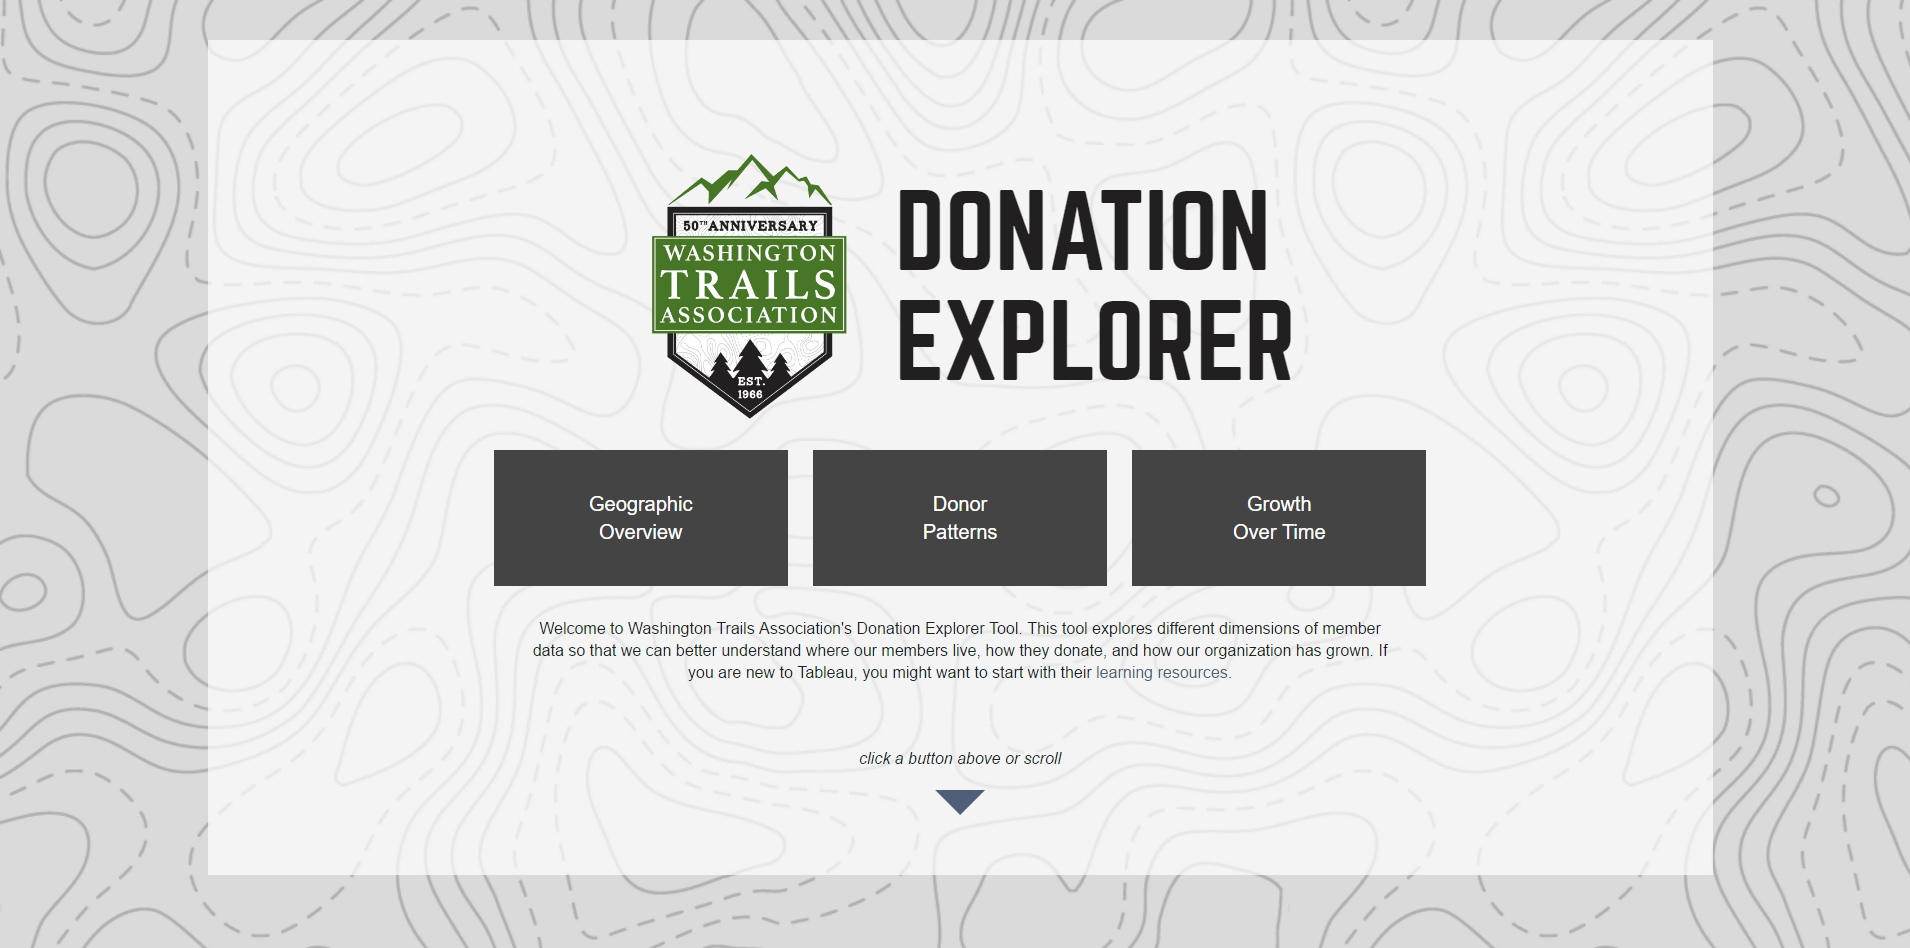 50TH ANNIVERSARY
WASHINGTON
TRAILS
ASSOCIATION
EST.
1966
DONATION
EXPLORER
Geographic
Overview
Donor
Patterns
Growth
Over Time
Welcome to Washington Trails Association's Donation Explorer Tool. This tool explores different dimensions of member
data so that we can better understand where our members live, how they donate, and how our organization has grown. If
you are new to Tableau, you might want to start with their learning resources.
click a button above or scroll